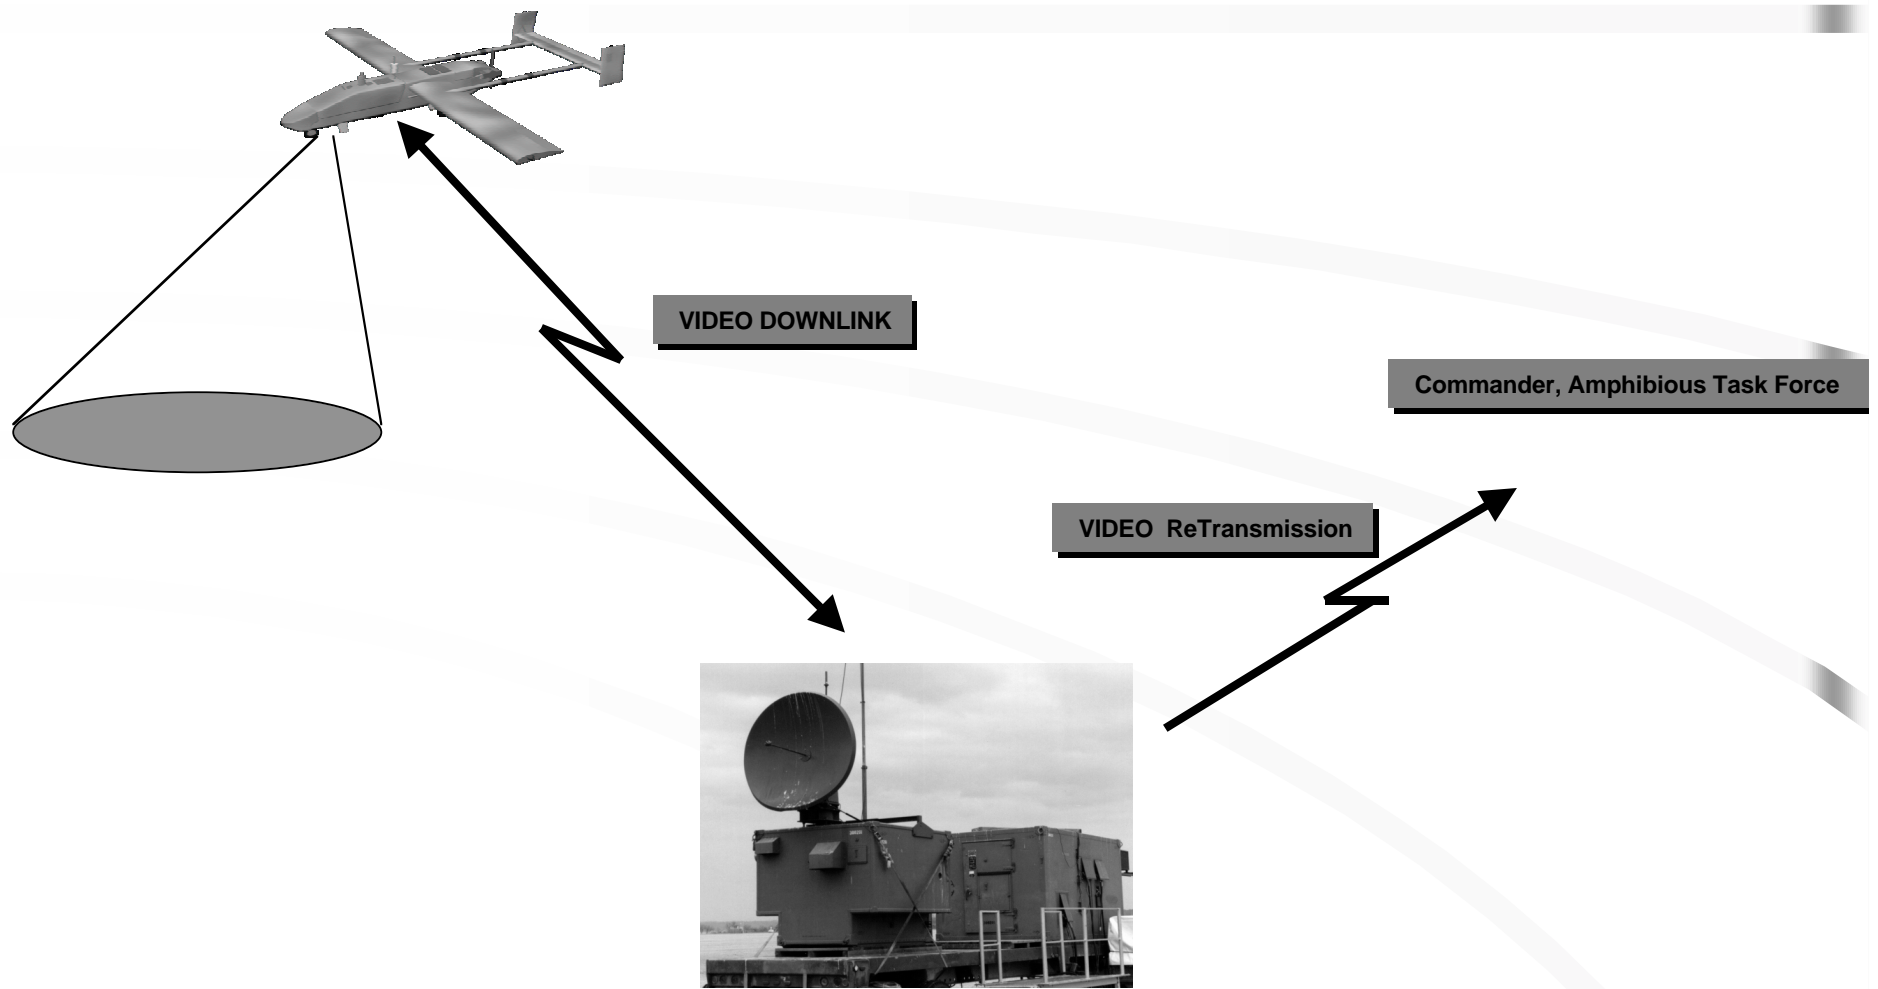 VIDEO DOWNLINK
Commander, Amphibious Task Force
VIDEO ReTransmission